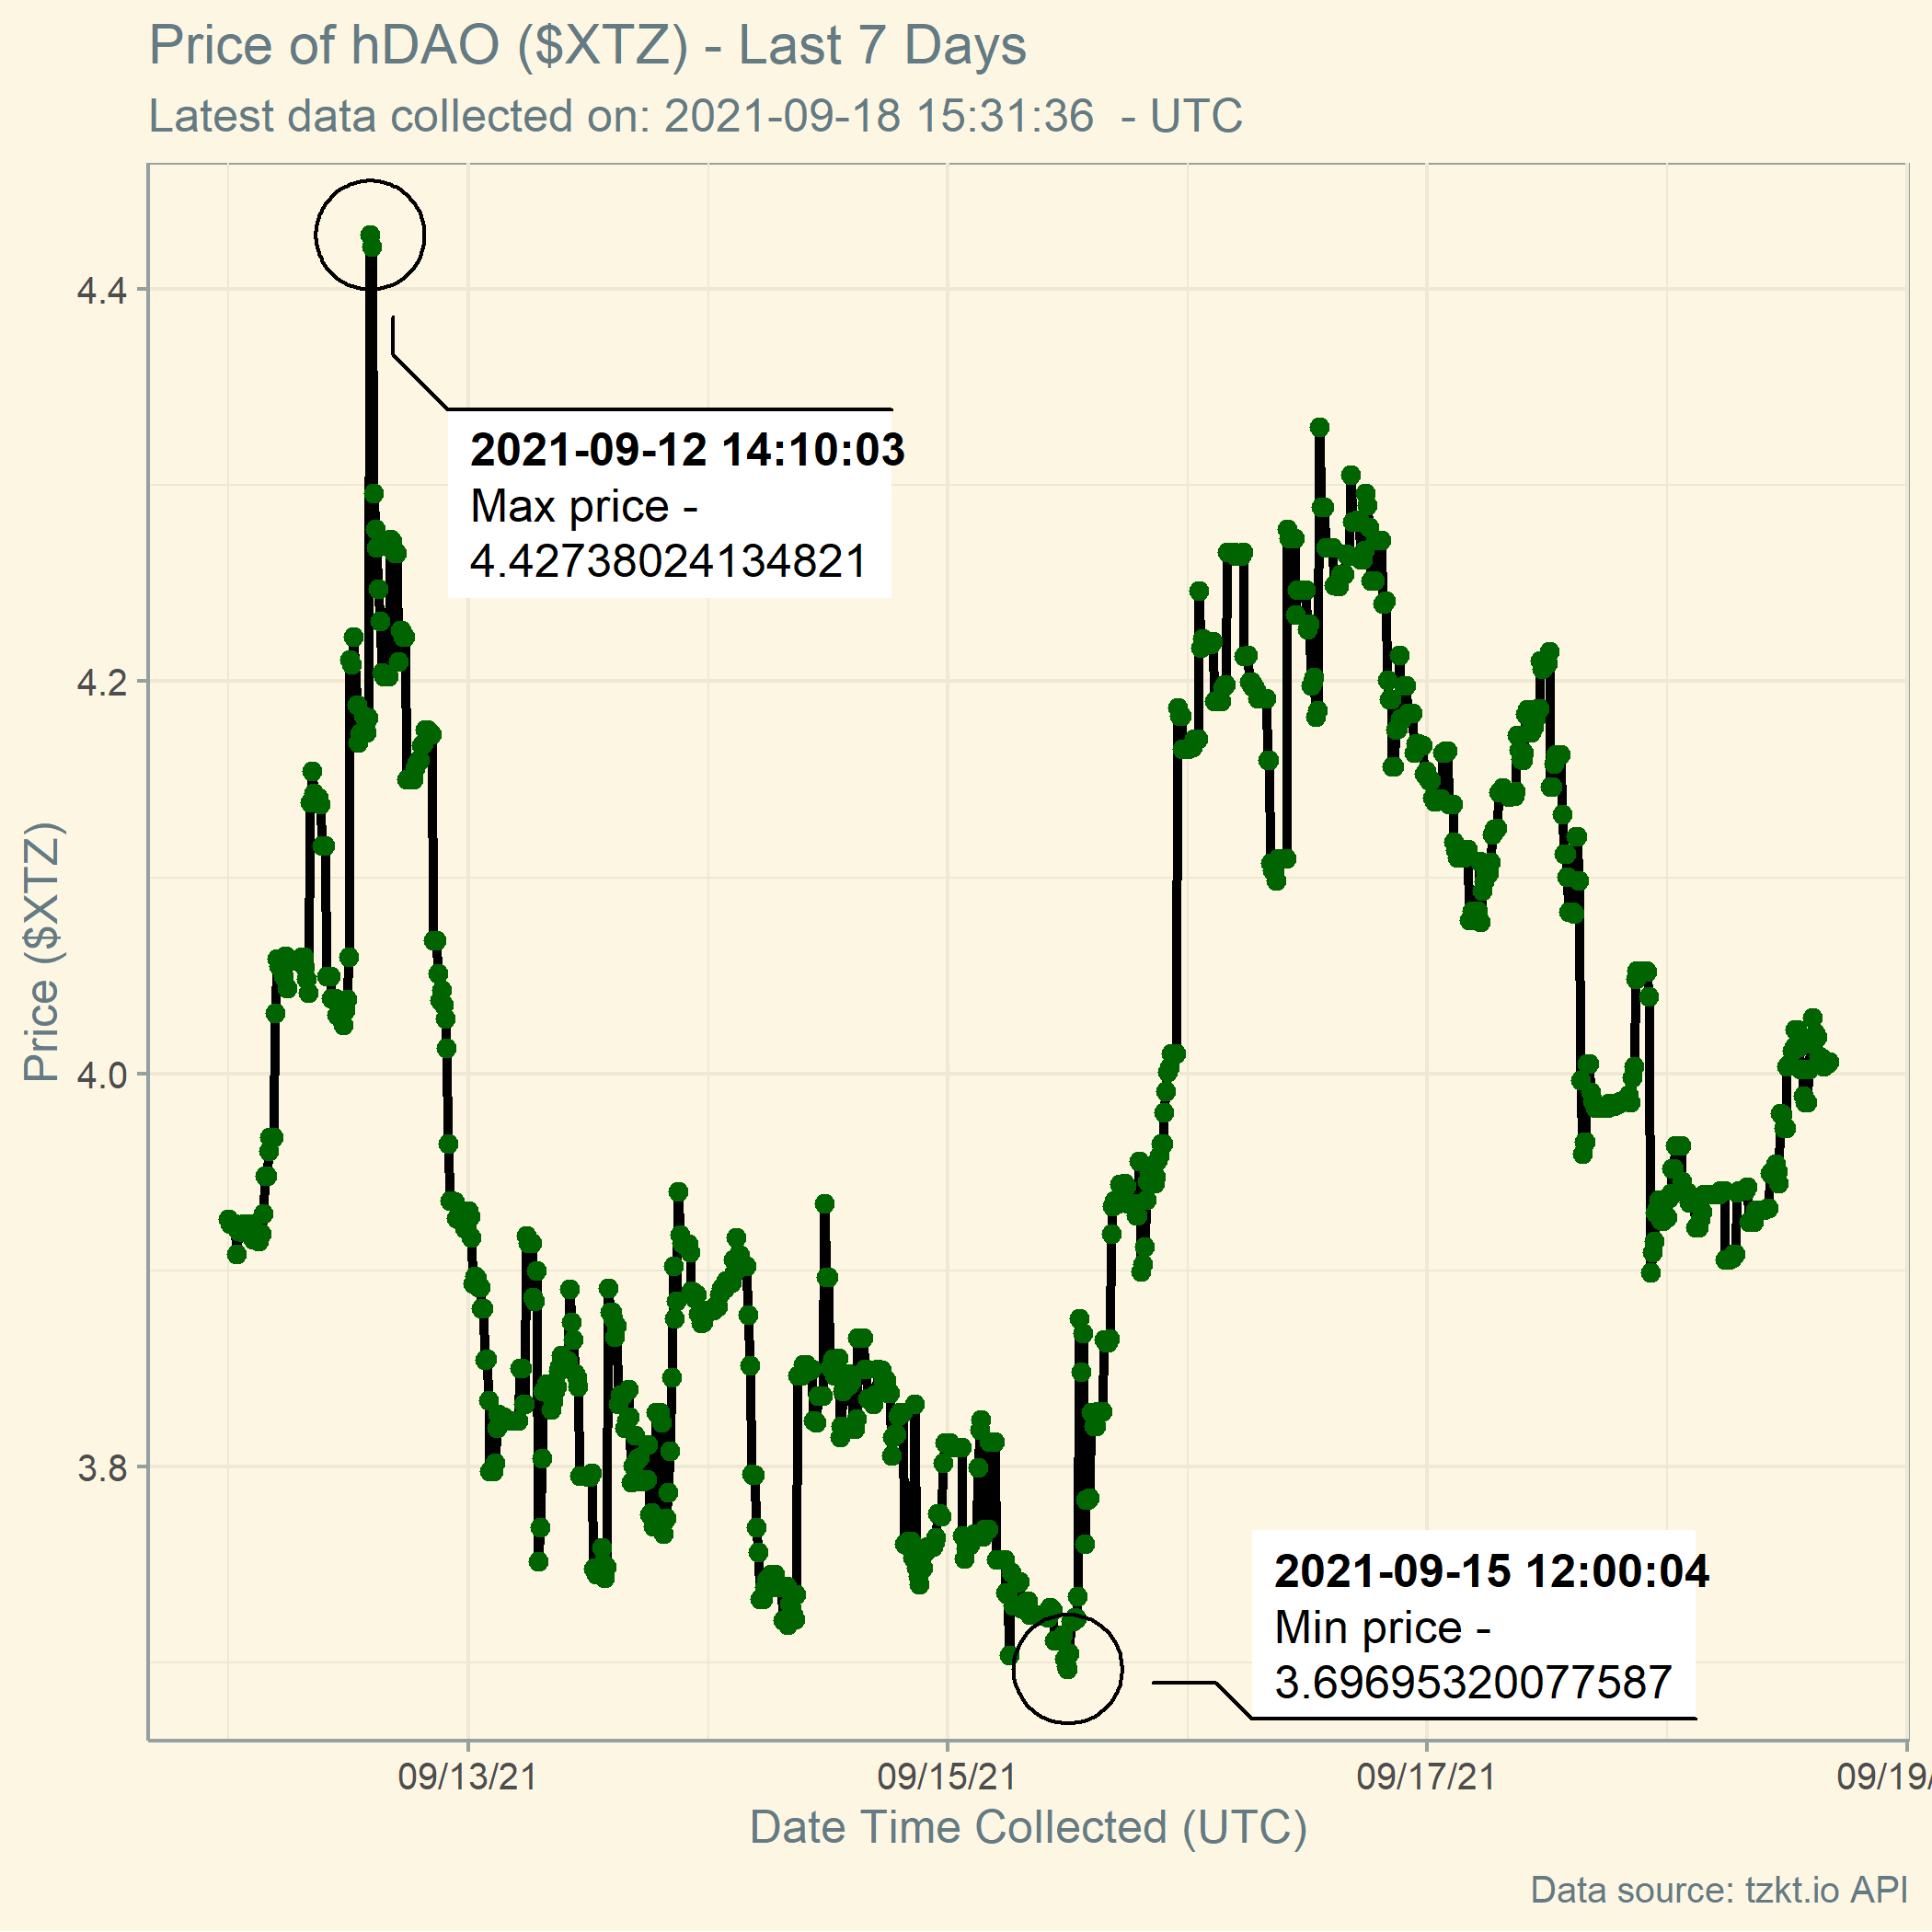 Price of hDAO ($XTZ) - Last 7 Days
Latest data collected on: 2021-09-18 15:31:36  - UTC
4.4
4.2
4.0
3.8
Price ($XTZ)
2021-09-12 14:10:03
Max price -
4.42738024134821
2021-09-15 12:00:04
Min price -
3.69695320077587
09/13/21
09/15/21
09/17/21
09/19/
Date Time Collected (UTC)
Data source: tzkt.io API